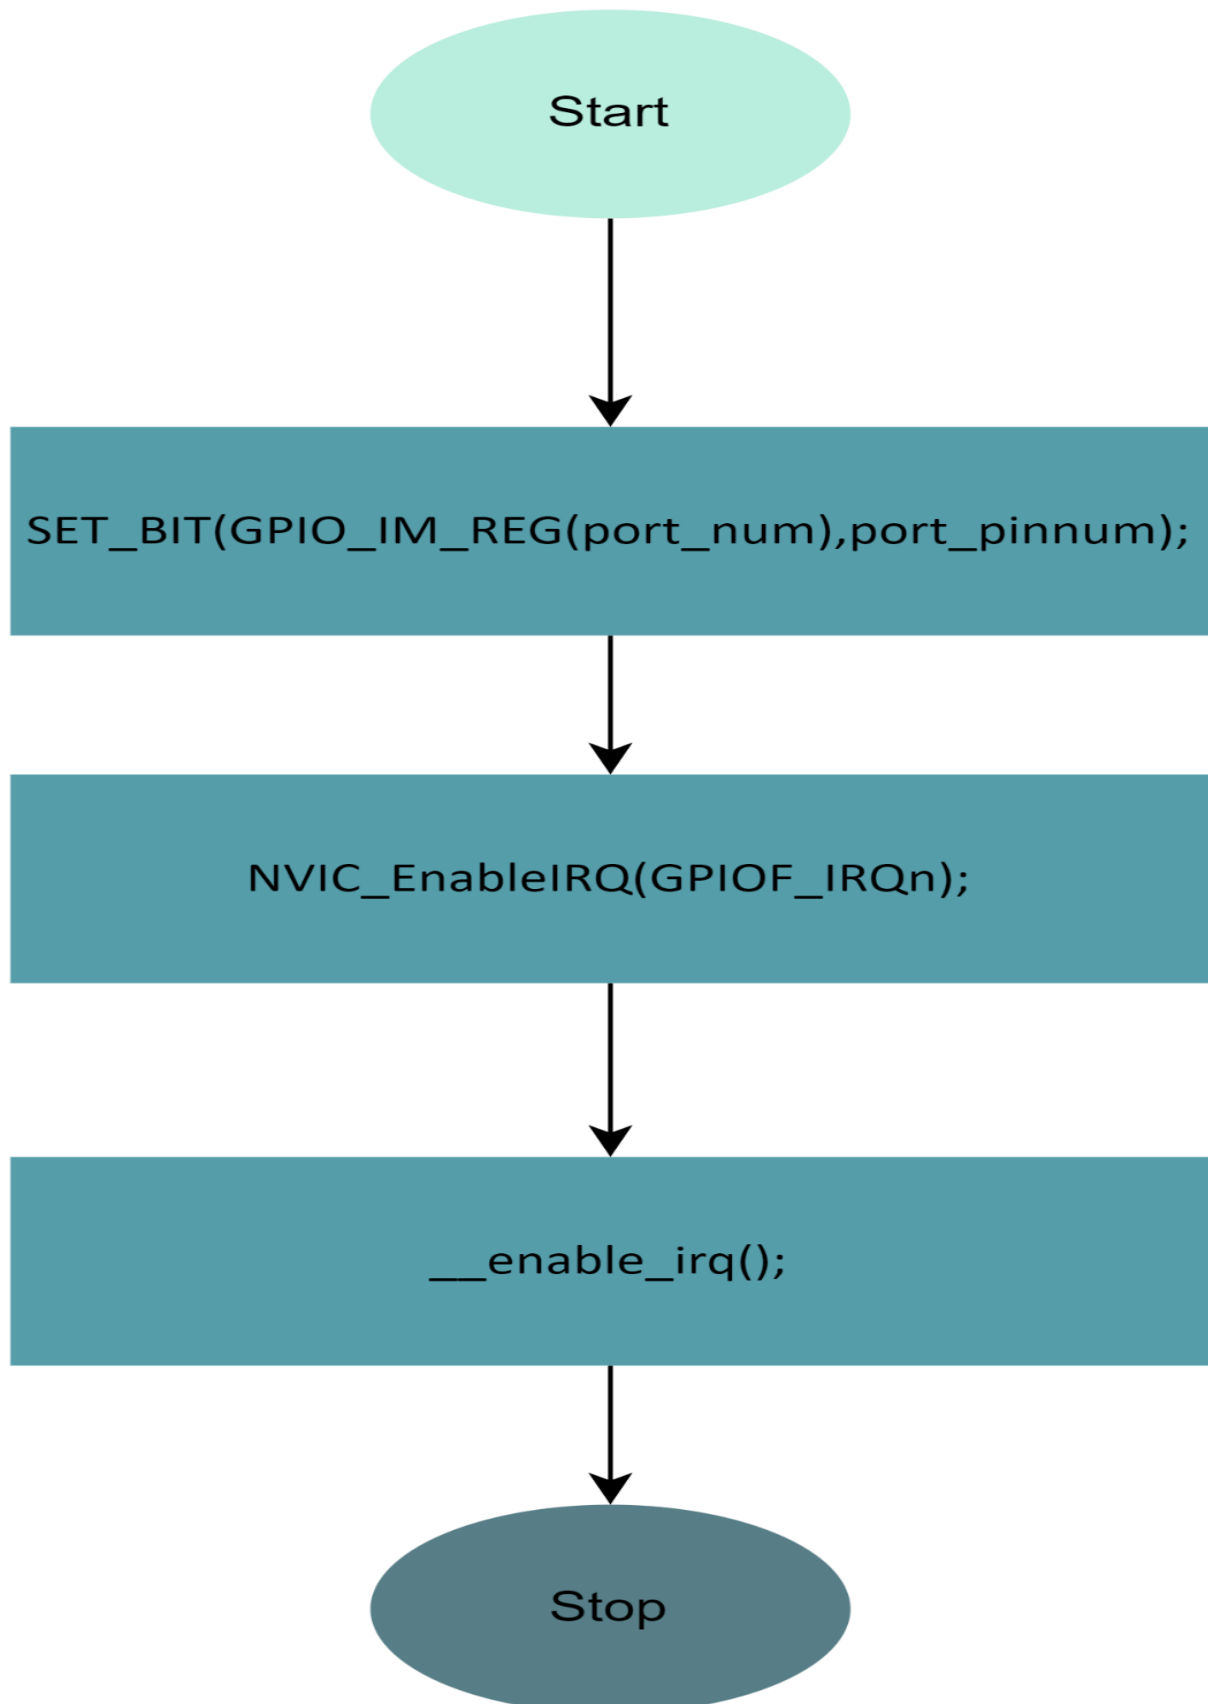 Start
SET_BIT(GPIO_IM_REG(port_num),port_pinnum);
NVIC_EnableIRQ(GPIOF_IRQn);
__enable_irq();
Stop